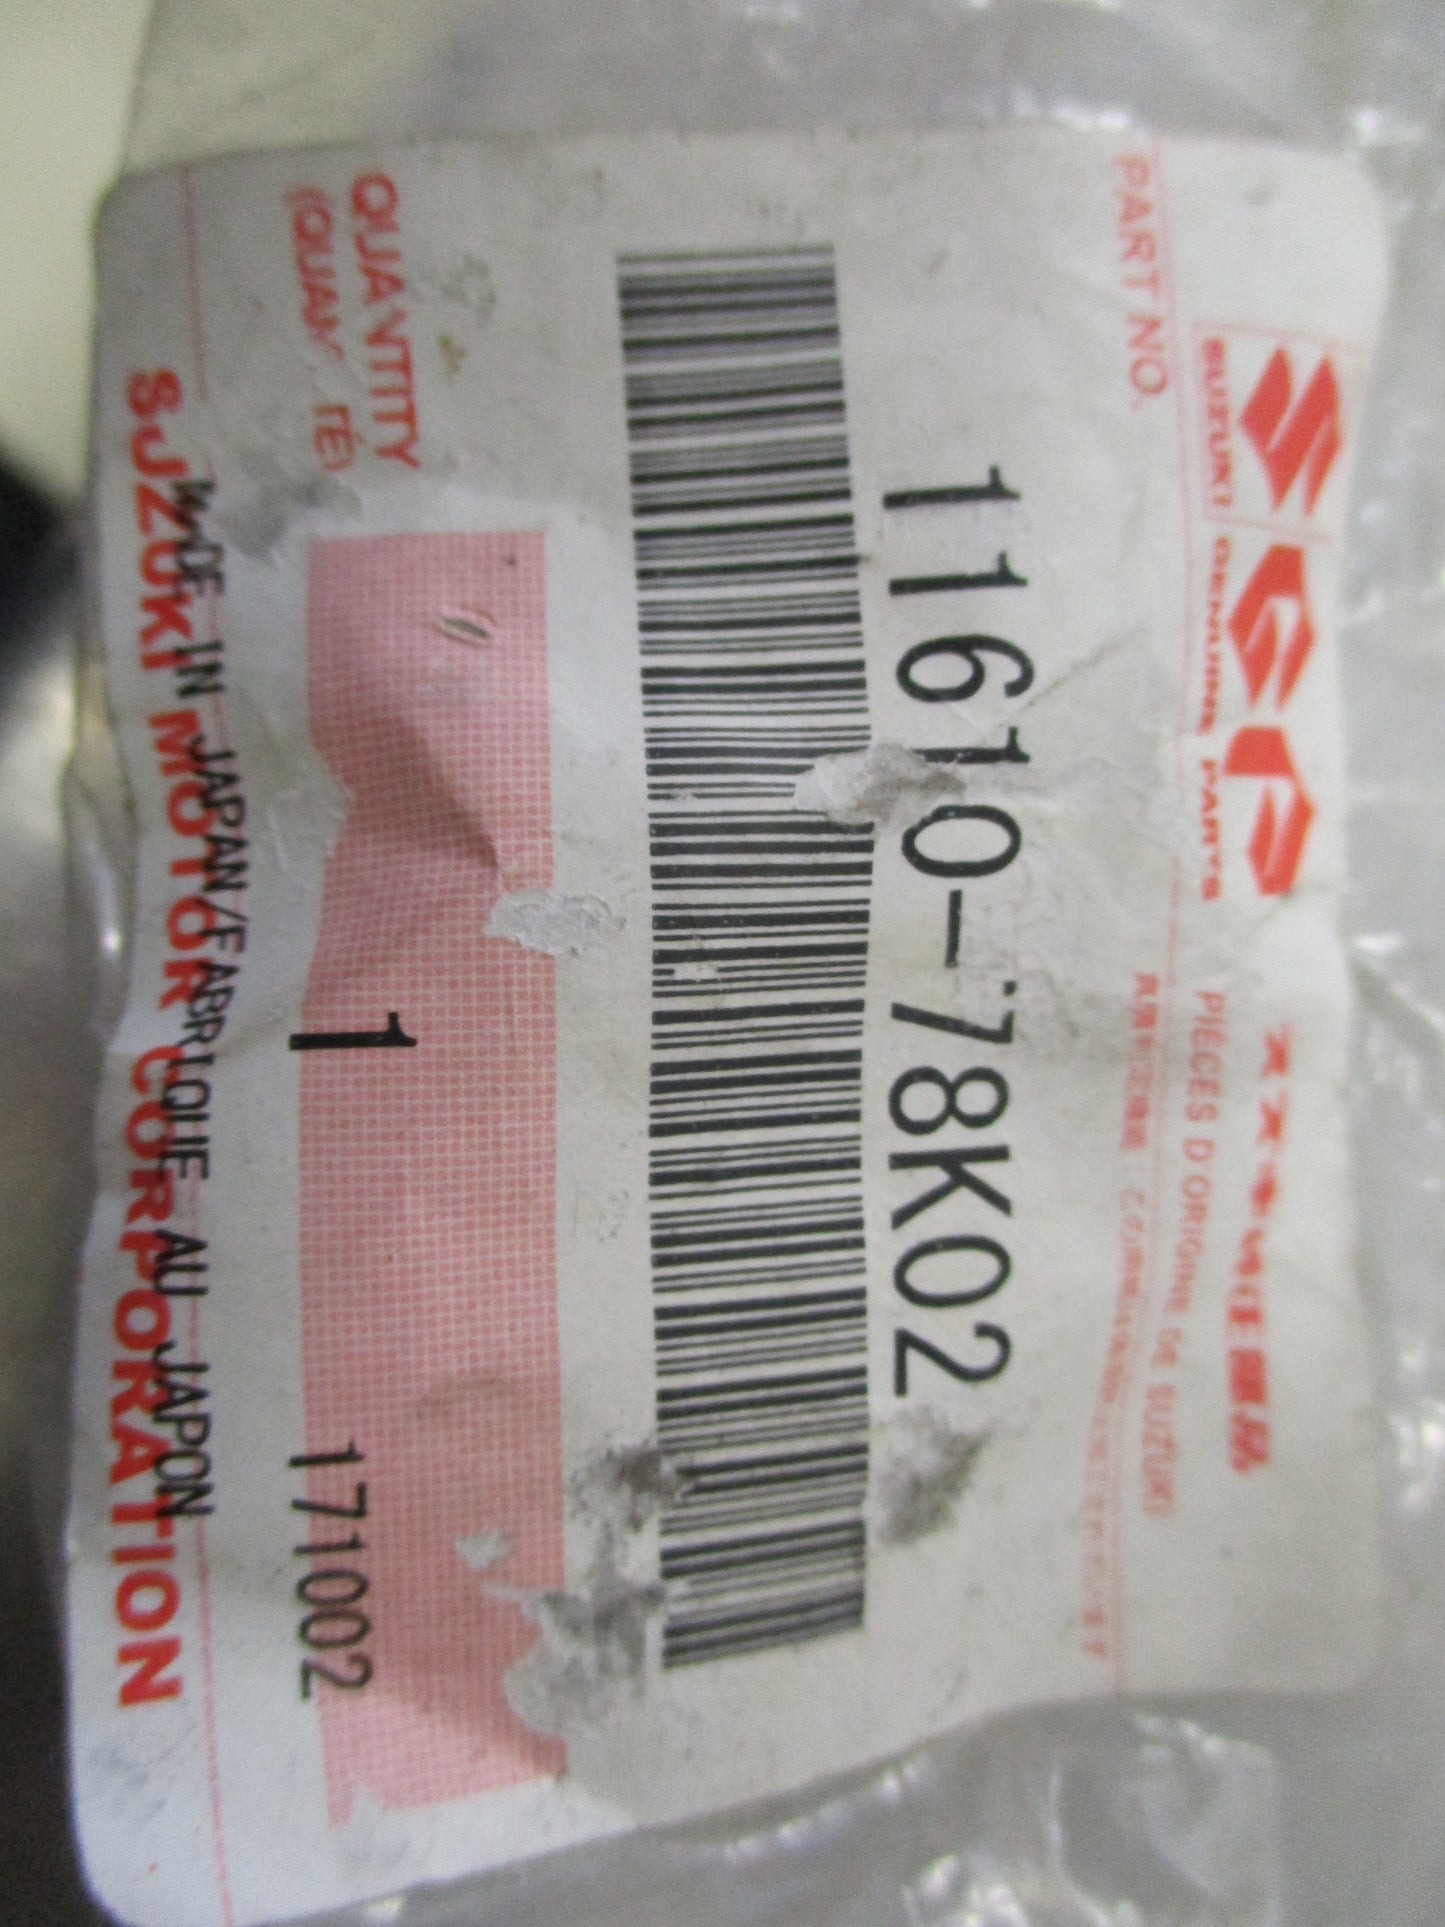 SGP
SUZUKI GENUINE PARTS
PIÈCES D'ORIGINE DE SUZUKI
PART NO.
11610-78K02
QUANTITY
1
171002
MADE IN JAPAN/FABRIQUE AU JAPON
SUZUKI MOTOR CORPORATION